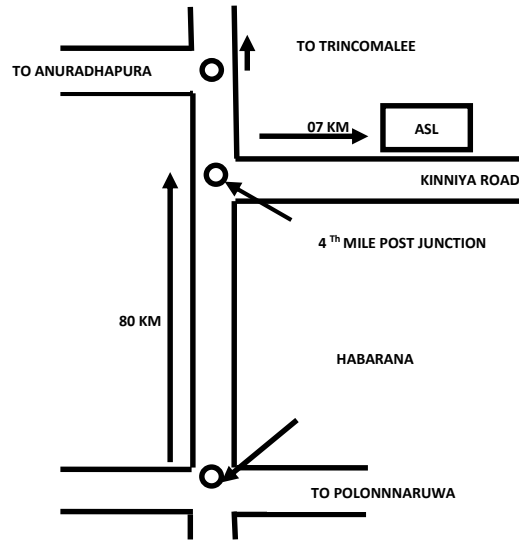 TO TRINCOMALEE
TO ANURADHAPURA
07 KM
ASL
KINNIYA ROAD
4 Th MILE POST JUNCTION
80 KM
HABARANA
TO POLONNNARUWA